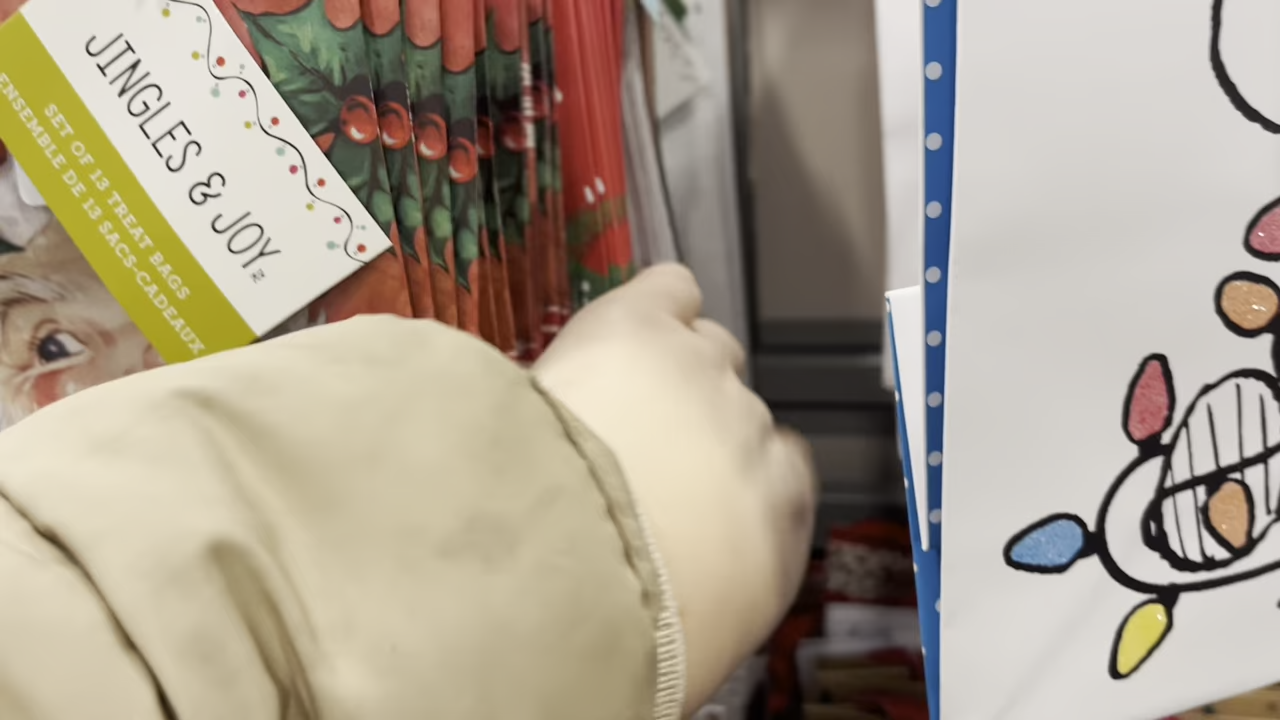 JINGLES & JOY
SET OF 13 TREAT BAGS
ENSEMBLE DE 13 SACS-CADEAUX